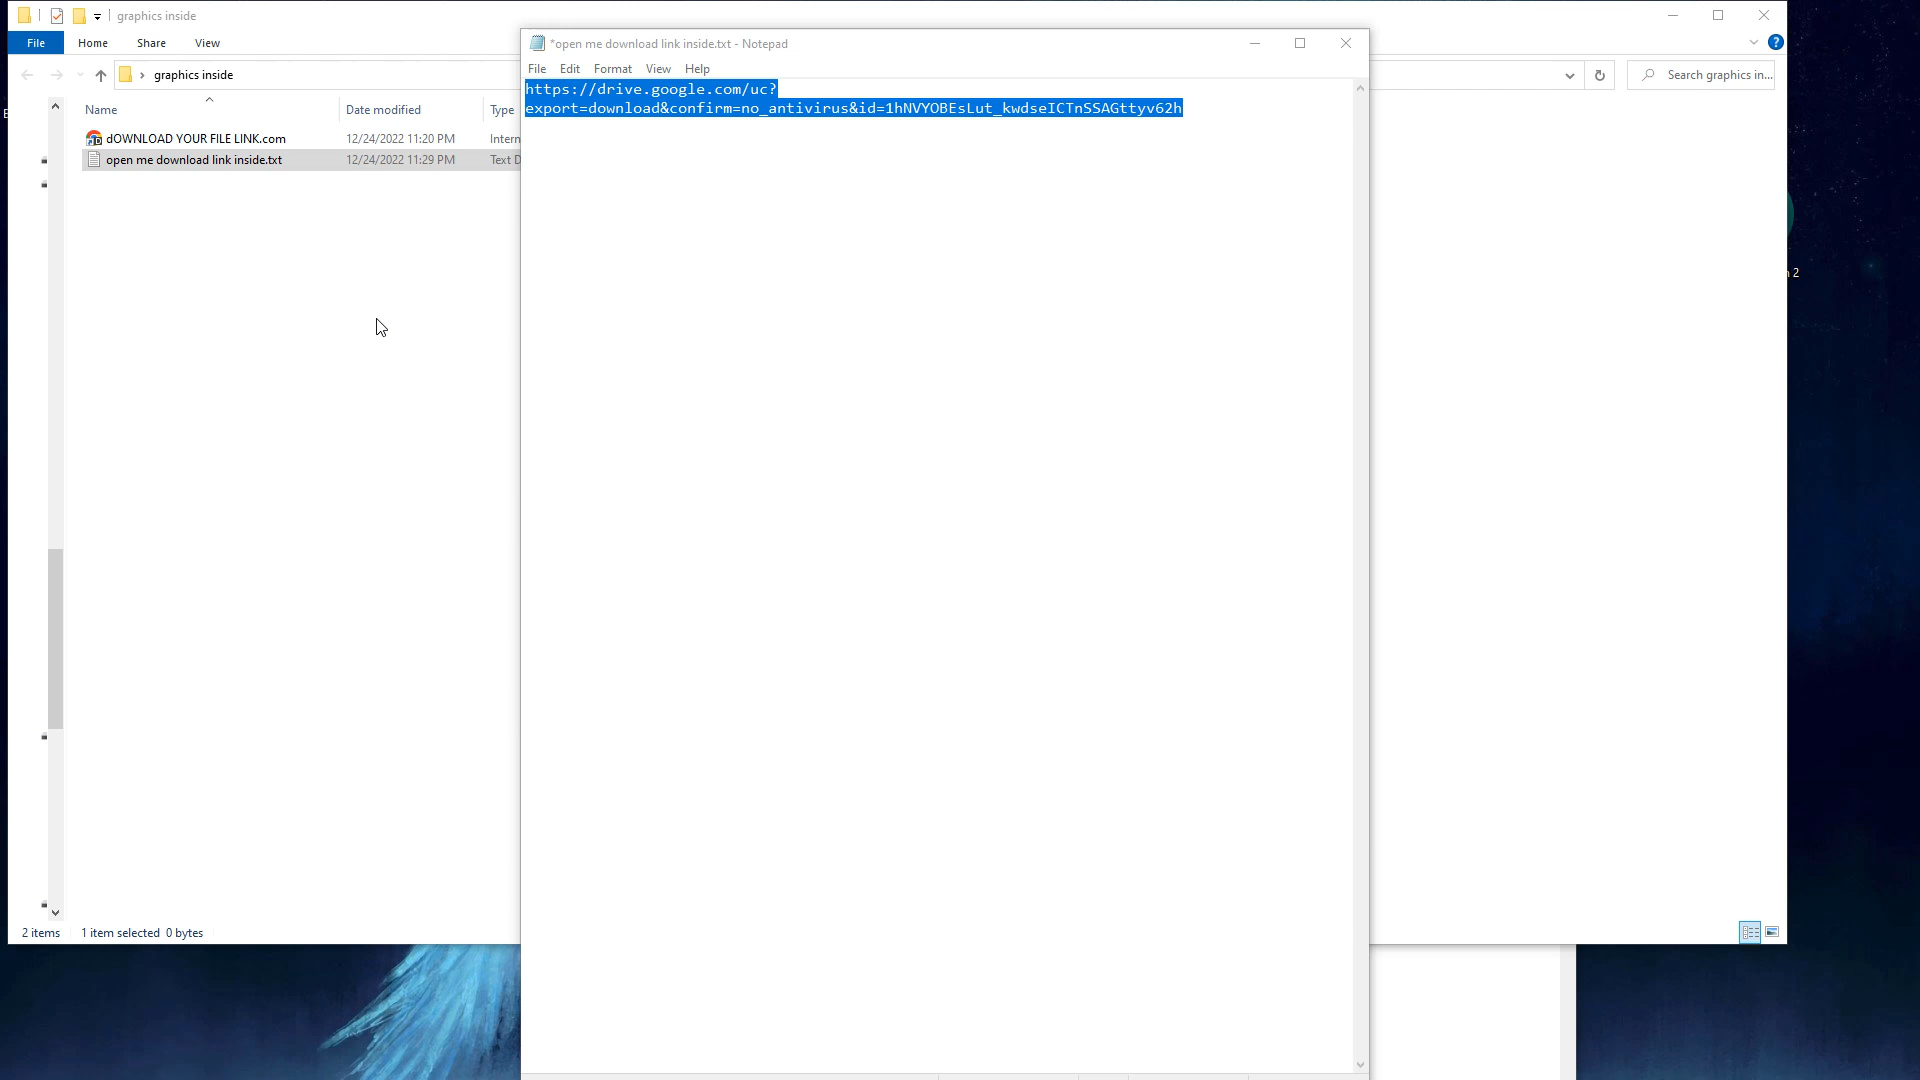 graphics inside
File Home Share View
graphics inside
Search graphics in...
Name Date modified Type
dOWNLOAD YOUR FILE LINK.com 12/24/2022 11:20 PM Intern
open me download link inside.txt 12/24/2022 11:29 PM Text D
2 items 1 item selected 0 bytes
*open me download link inside.txt - Notepad
File Edit Format View Help
https://drive.google.com/uc?
export=download&confirm=no_antivirus&id=1hNVYOBEsLut_kwdseICTnSSAGttyv62h